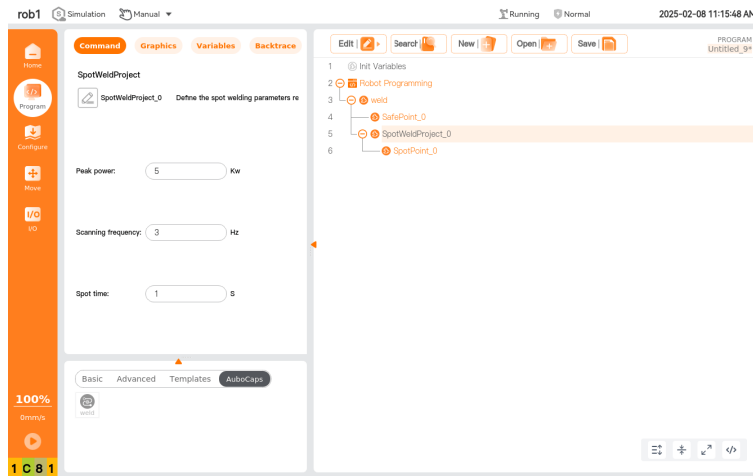 rob1 Simulation Manual Running Normal 2025-02-08 11:15:48 AM
Home
Program
Configure
Move
I/O
I/O
100%
0mm/s
1 C 8 1
Command Graphics Variables Backtrace
SpotWeldProject
SpotWeldProject_0 Define the spot welding parameters re
Peak power: 5 Kw
Scanning frequency: 3 Hz
Spot time: 1 S
Basic Advanced Templates AuboCaps
weld
Edit Search New Open Save
PROGRAM
Untitled_9*
1 Init Variables
2 Robot Programming
3 weld
4 SafePoint_0
5 SpotWeldProject_0
6 SpotPoint_0